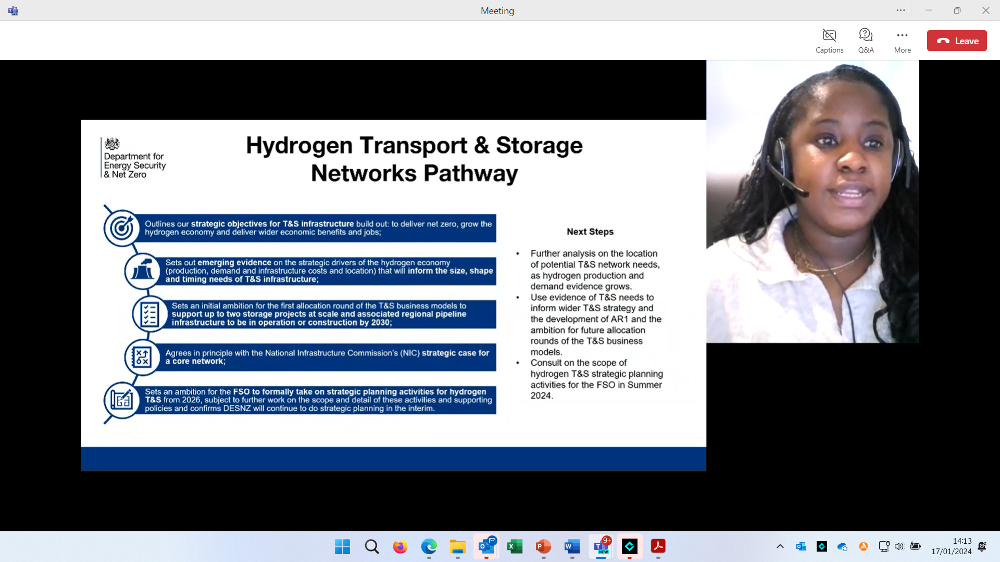 Meeting
Captions
Q&A
More
Leave
Department for
Energy Security
& Net Zero
Hydrogen Transport & Storage
Networks Pathway
Outlines our strategic objectives for T&S infrastructure build out: to deliver net zero, grow the
hydrogen economy and deliver wider economic benefits and jobs;
Sets out emerging evidence on the strategic drivers of the hydrogen economy
(production, demand and infrastructure costs and location) that will inform the size, shape
and timing needs of T&S infrastructure;
Sets an initial ambition for the first allocation round of the T&S business models to
support up to two storage projects at scale and associated regional pipeline
infrastructure to be in operation or construction by 2030;
Agrees in principle with the National Infrastructure Commission's (NIC) strategic case for
a core network;
Sets an ambition for the FSO to formally take on strategic planning activities for hydrogen
T&S from 2026, subject to further work on the scope and detail of these activities and supporting
policies and confirms DESNZ will continue to do strategic planning in the interim.
Next Steps
• Further analysis on the location
of potential T&S network needs,
as hydrogen production and
demand evidence grows.
• Use evidence of T&S needs to
inform wider T&S strategy and
the development of AR1 and the
ambition for future allocation
rounds of the T&S business
models.
• Consult on the scope of
hydrogen T&S strategic planning
activities for the FSO in Summer
2024.
9+
NEW
14:13
17/01/2024